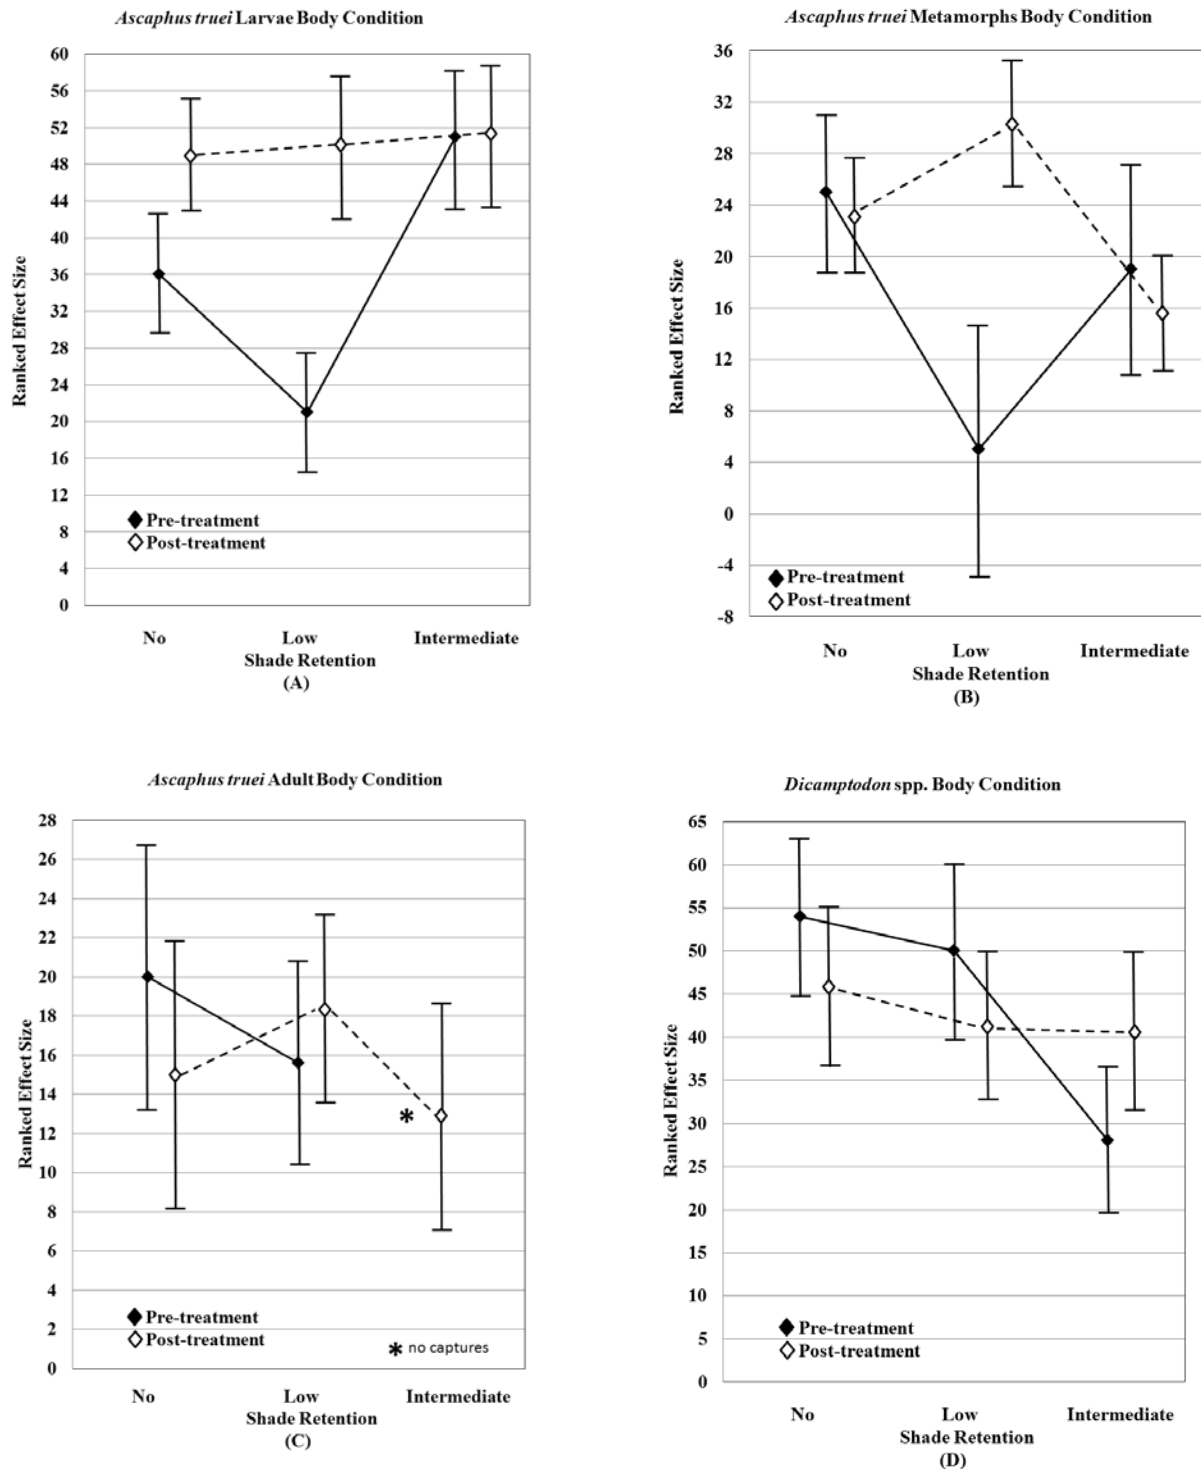 Ascaphus truei Larvae Body Condition
60
56
52
48
44
40
36
32
28
24
20
16
12
8
4
0
Ranked Effect Size
Pre-treatment
Post-treatment
No Low Intermediate
Shade Retention
(A)
Ascaphus truei Metamorphs Body Condition
36
32
28
24
20
16
12
8
4
0
-4
-8
Ranked Effect Size
Pre-treatment
Post-treatment
No Low Intermediate
Shade Retention
(B)
Ascaphus truei Adult Body Condition
28
26
24
22
20
18
16
14
12
10
8
6
4
2
0
Ranked Effect Size
*
Pre-treatment
Post-treatment
* no captures
No Low Intermediate
Shade Retention
(C)
Dicamptodon spp. Body Condition
65
60
55
50
45
40
35
30
25
20
15
10
5
0
Ranked Effect Size
Pre-treatment
Post-treatment
No Low Intermediate
Shade Retention
(D)